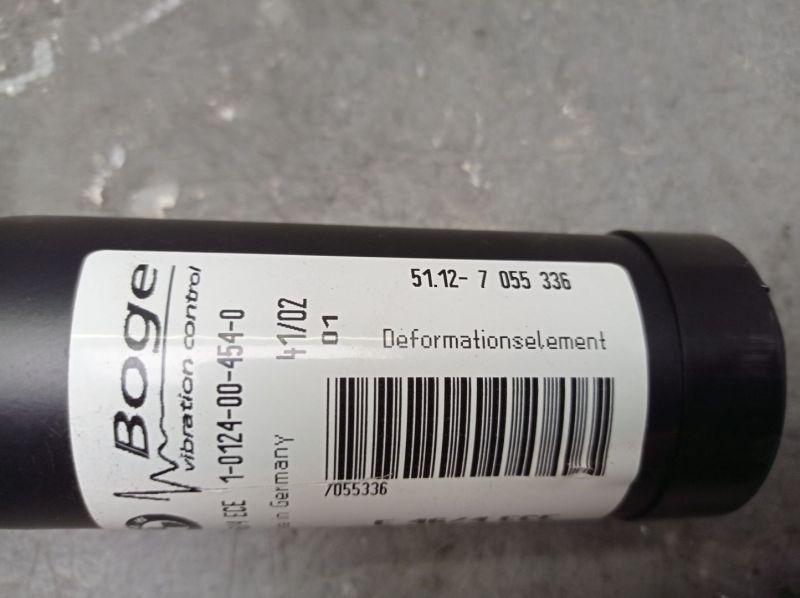 51.12- 7 055 336
Deformationselement
7055336
Boge
vibration control
1-0124-00-454-0
41/02
01
in Germany
ECE